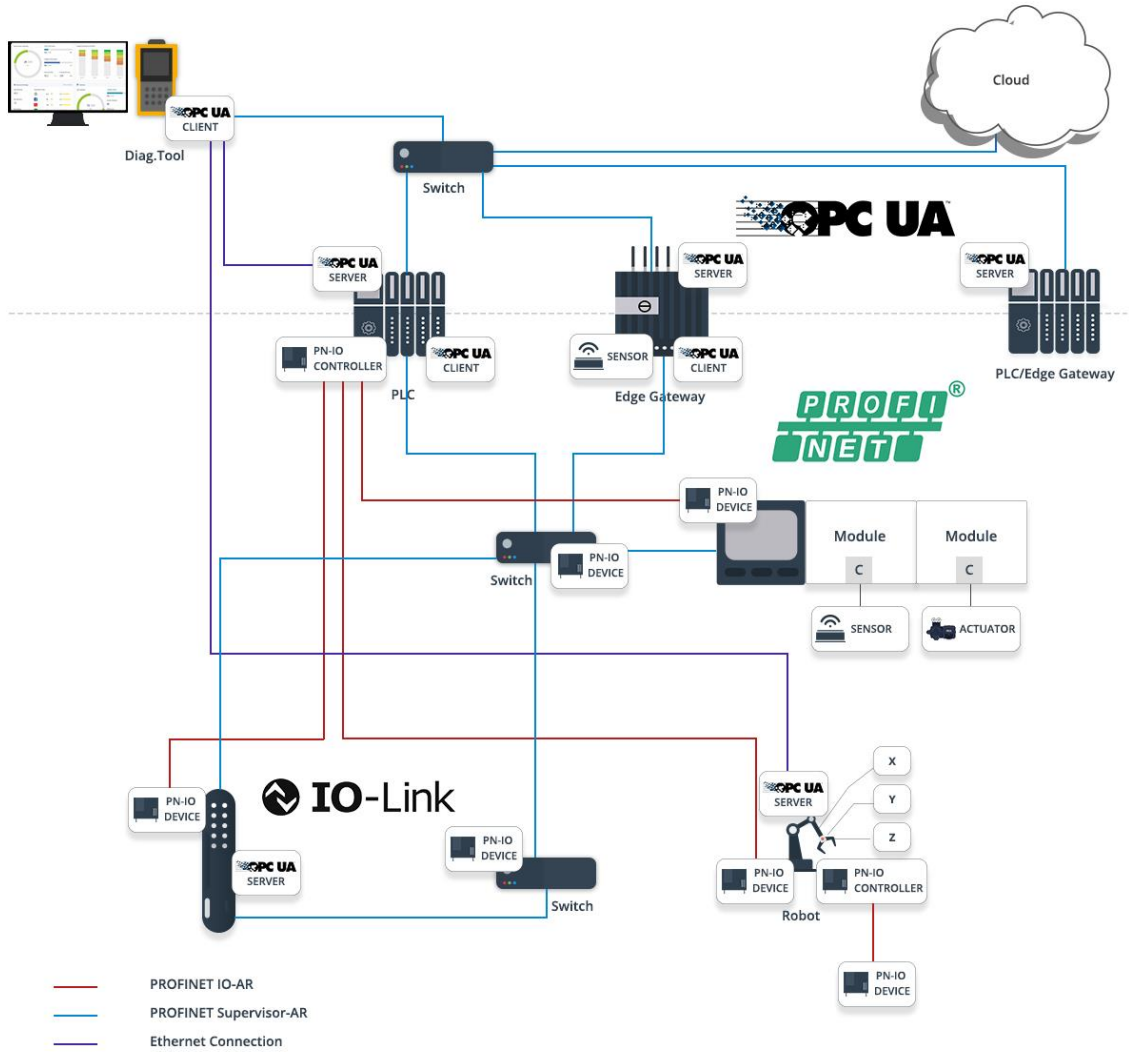 Cloud
OPC UA
CLIENT
Diag.Tool
Switch
OPC UA™
OPC UA
SERVER
OPC UA
SERVER
OPC UA
SERVER
PN-IO
CONTROLLER
OPC UA
CLIENT
PLC
SENSOR
OPC UA
CLIENT
Edge Gateway
PLC/Edge Gateway
PROFI®
NET
PN-IO
DEVICE
Module
C
Module
C
Switch
PN-IO
DEVICE
SENSOR
ACTUATOR
X
Y
Z
PN-IO
DEVICE
IO-Link
OPC UA
SERVER
OPC UA
SERVER
PN-IO
DEVICE
Switch
PN-IO
DEVICE
PN-IO
CONTROLLER
Robot
PN-IO
DEVICE
PROFINET IO-AR
PROFINET Supervisor-AR
Ethernet Connection